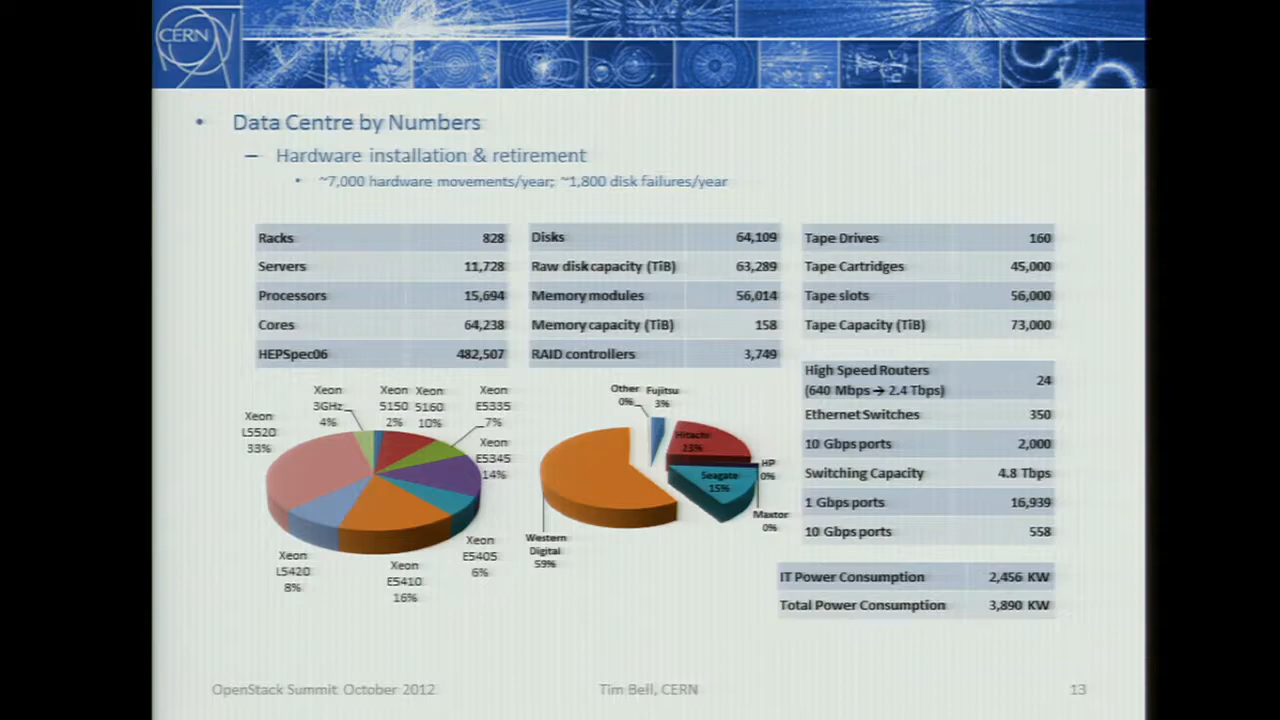 CERN
• Data Centre by Numbers
– Hardware installation & retirement
• ~7,000 hardware movements/year; ~1,800 disk failures/year
Racks 828
Servers 11,728
Processors 15,694
Cores 64,238
HEPSpec06 482,507
Disks 64,109
Raw disk capacity (TiB) 63,289
Memory modules 56,014
Memory capacity (TiB) 158
RAID controllers 3,749
Tape Drives 160
Tape Cartridges 45,000
Tape slots 56,000
Tape Capacity (TiB) 73,000
High Speed Routers
(640 Mbps → 2.4 Tbps) 24
Ethernet Switches 350
10 Gbps ports 2,000
Switching Capacity 4.8 Tbps
1 Gbps ports 16,939
10 Gbps ports 558
IT Power Consumption 2,456 KW
Total Power Consumption 3,890 KW
Xeon
3GHz
4%
Xeon
5150
2%
Xeon
5160
10%
Xeon
E5335
7%
Xeon
E5345
14%
Xeon
E5405
6%
Xeon
E5410
16%
Xeon
L5420
8%
Xeon
L5520
33%
Other
0%
Fujitsu
3%
Hitachi
23%
HP
0%
Seagate
15%
Maxtor
0%
Western
Digital
59%
OpenStack Summit October 2012
Tim Bell, CERN
13